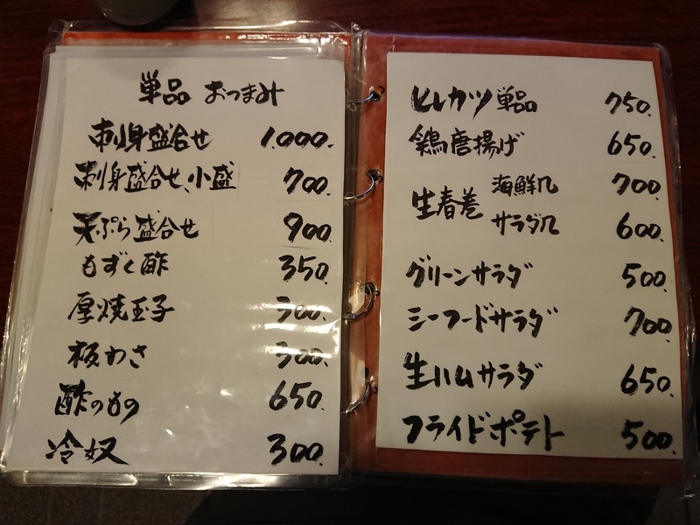 単品 おつまみ
刺身盛合せ 1.000.
刺身盛合せ、小盛 700.
天ぷら盛合せ 900.
もずく酢 350.
厚焼玉子 300.
板わさ 300.
酢のもの 650.
冷奴 300.
ヒレカツ単品 750.
鶏唐揚げ 650.
生春巻 海鮮 700.
サラダ 600.
グリーンサラダ 500.
シーフードサラダ 700.
生ハムサラダ 650.
フライドポテト 500.